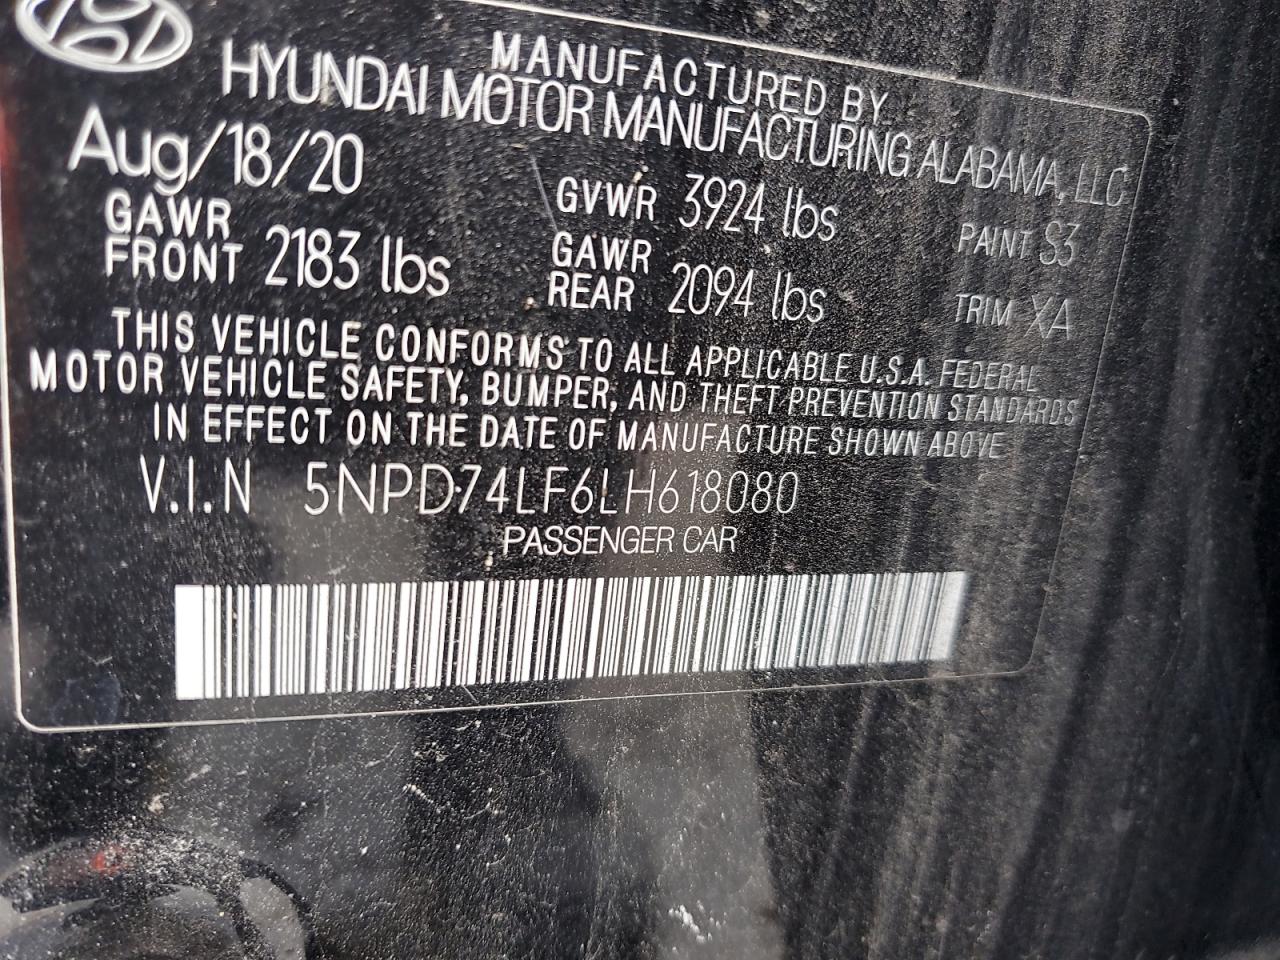 MANUFACTURED BY
HYUNDAI MOTOR MANUFACTURING ALABAMA, LLC
Aug/18/20
GVWR 3924 lbs
PAINT S3
GAWR FRONT 2183 lbs
GAWR REAR 2094 lbs
TRIM XA
THIS VEHICLE CONFORMS TO ALL APPLICABLE U.S.A. FEDERAL
MOTOR VEHICLE SAFETY, BUMPER, AND THEFT PREVENTION STANDARDS
IN EFFECT ON THE DATE OF MANUFACTURE SHOWN ABOVE
V.I.N 5NPD74LF6LH618080
PASSENGER CAR